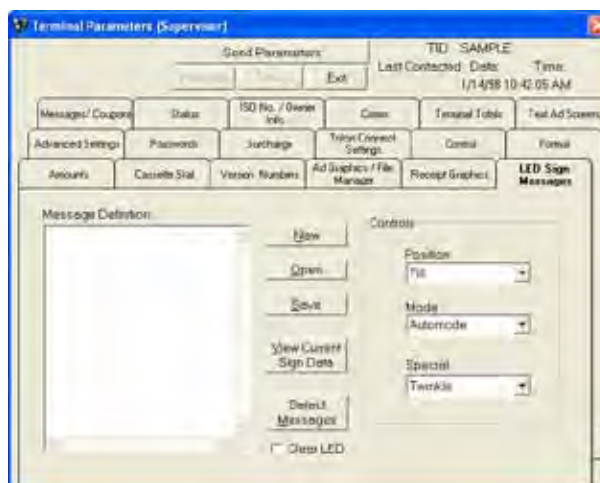 Terminal Parameters (Supervisor)
Send Parameters
TID SAMPLE
Last Contacted: Date: Time:
Exit
1/14/98 10:42:05 AM
Messages/ Coupons
Status
ISO No. / Owner
Info.
Comm
Terminal Totals
Text Ad Screens
Advanced Settings
Passwords
Surcharge
Triton Connect
Settings
Control
Format
Amounts
Cassette Stat.
Version Numbers
Ad Graphics / File
Manager
Receipt Graphics
LED Sign
Messages
Message Definition
New
Open
Save
View Current
Sign Data
Select
Messages
Clear LED
Controls
Position
Fill
Mode
Automode
Special
Twinkle